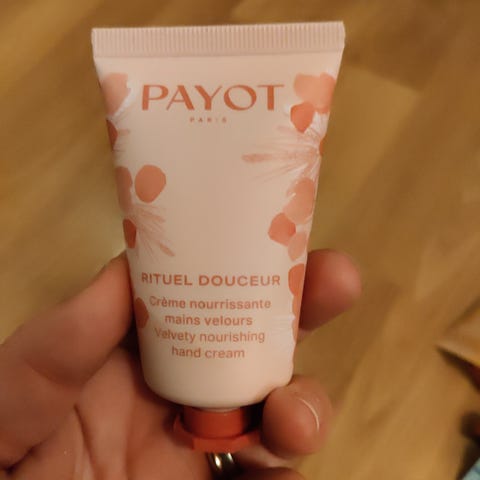 PAYOT
PARIS
RITUEL DOUCEUR
Crème nourrissante
mains velours
Velvety nourishing
hand cream